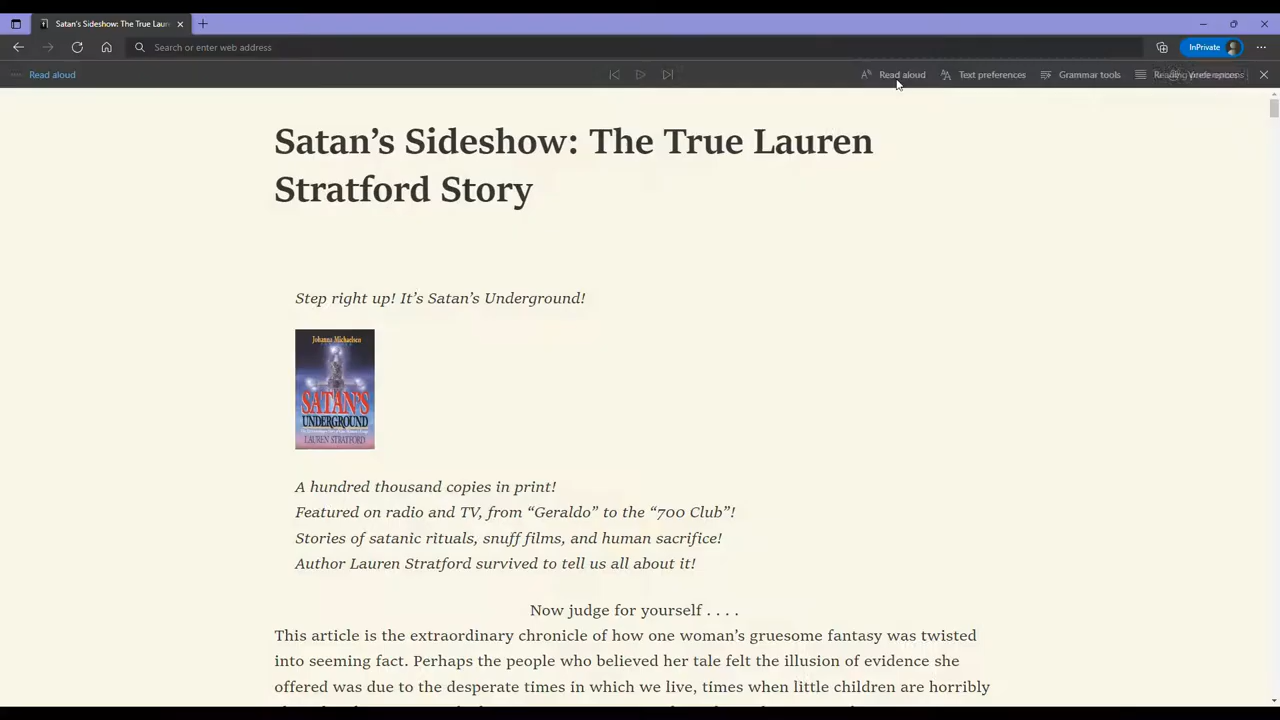 Satan’s Sideshow: The True Laur
Search or enter web address
InPrivate
Read aloud
Read aloud
Text preferences
Grammar tools
Satan’s Sideshow: The True Lauren
Stratford Story
Step right up! It’s Satan’s Underground!
Johanna Michaelsen
SATAN'S
UNDERGROUND
LAUREN STRATFORD
A hundred thousand copies in print!
Featured on radio and TV, from “Geraldo” to the “700 Club”!
Stories of satanic rituals, snuff films, and human sacrifice!
Author Lauren Stratford survived to tell us all about it!
Now judge for yourself . . . .
This article is the extraordinary chronicle of how one woman’s gruesome fantasy was twisted
into seeming fact. Perhaps the people who believed her tale felt the illusion of evidence she
offered was due to the desperate times in which we live, times when little children are horribly